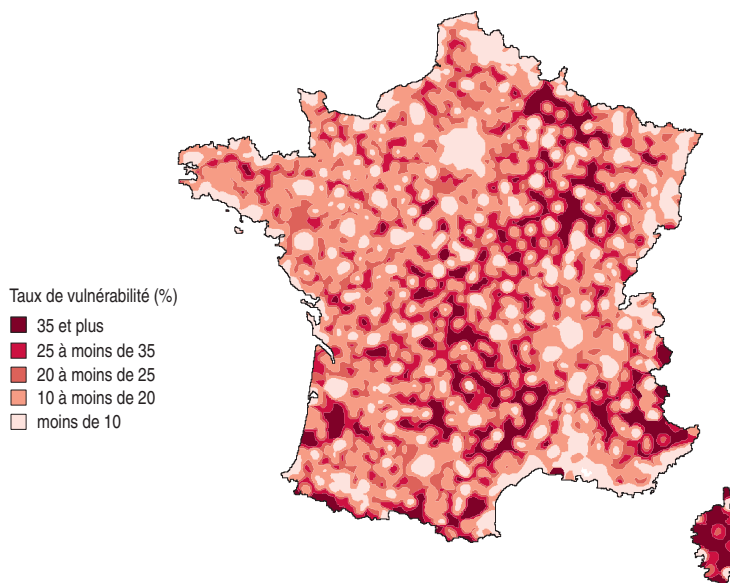 Taux de vulnérabilité (%)
35 et plus
25 à moins de 35
20 à moins de 25
10 à moins de 20
moins de 10